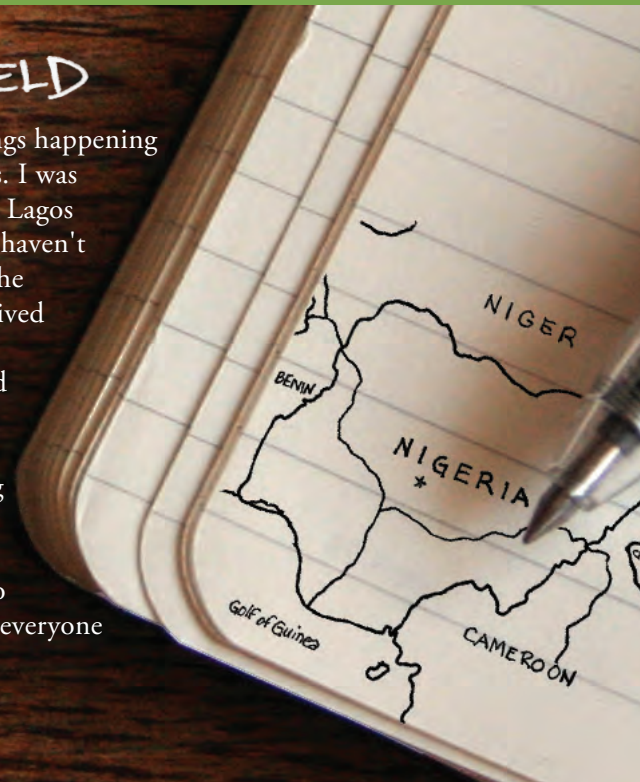 ELD
ngs happening
s. I was
Lagos
haven't
he
ived
d
g
o
everyone
NIGER
BENIN
NIGERIA
Golf of Guinea
CAMEROON